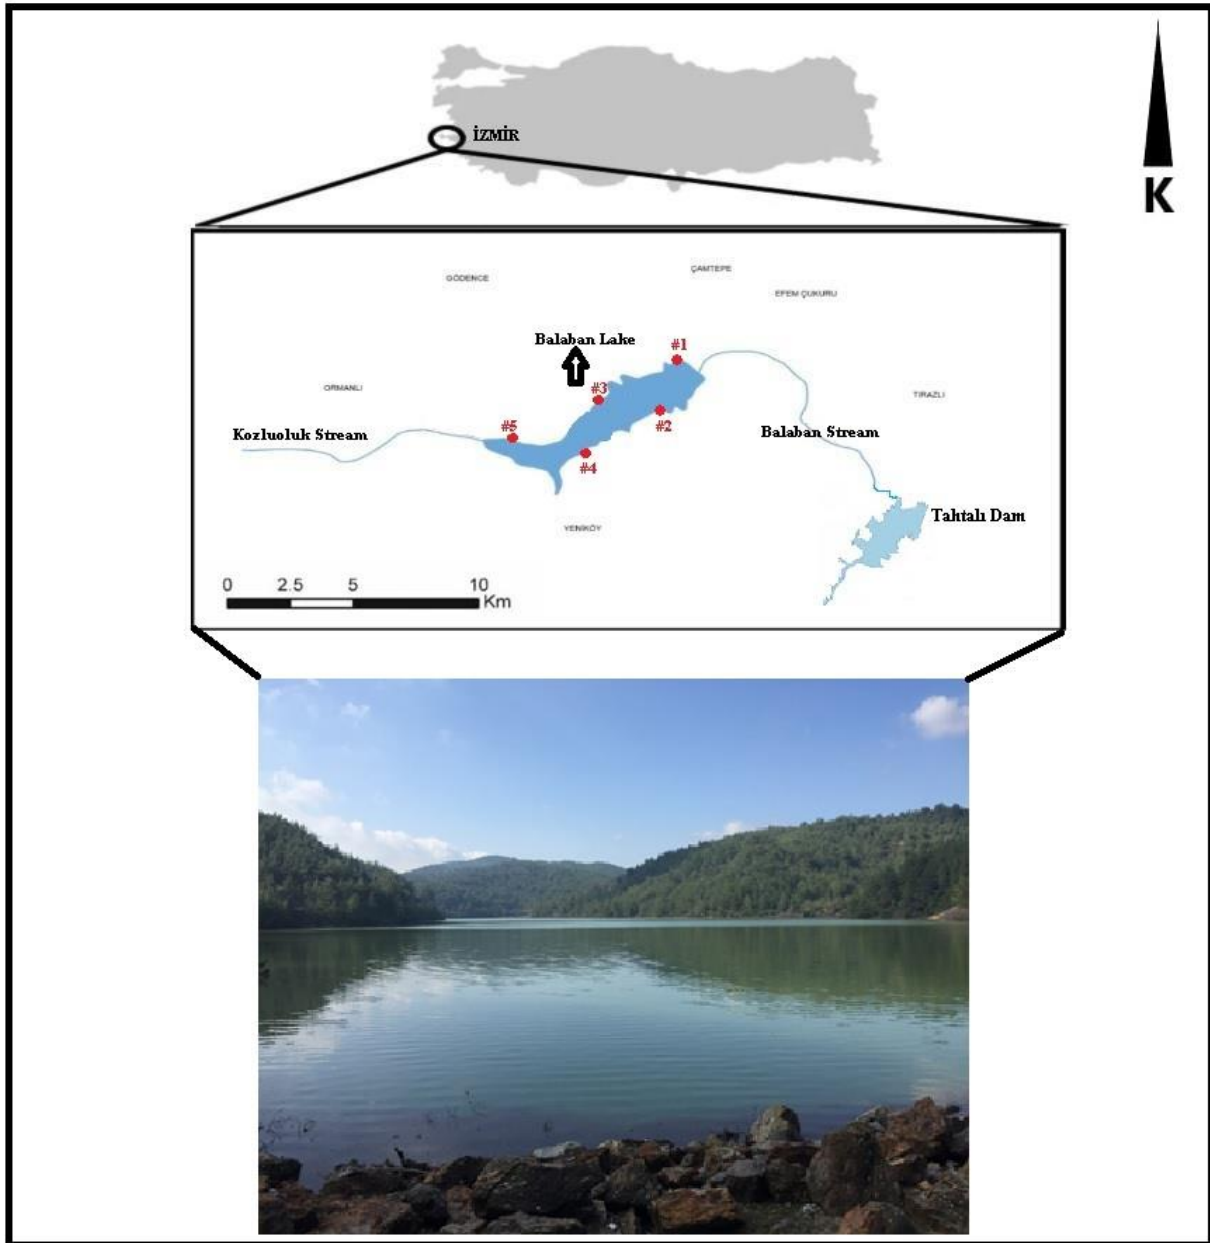 İZMİR
K
GÖDENCE
ÇAMTEPE
EFEM ÇUKURU
Balaban Lake
#1
ORMANLI
#3
TIRAZLI
#2
Kozluoluk Stream
#5
Balaban Stream
#4
Tahtalı Dam
YENİKÖY
0 2.5 5 10
Km